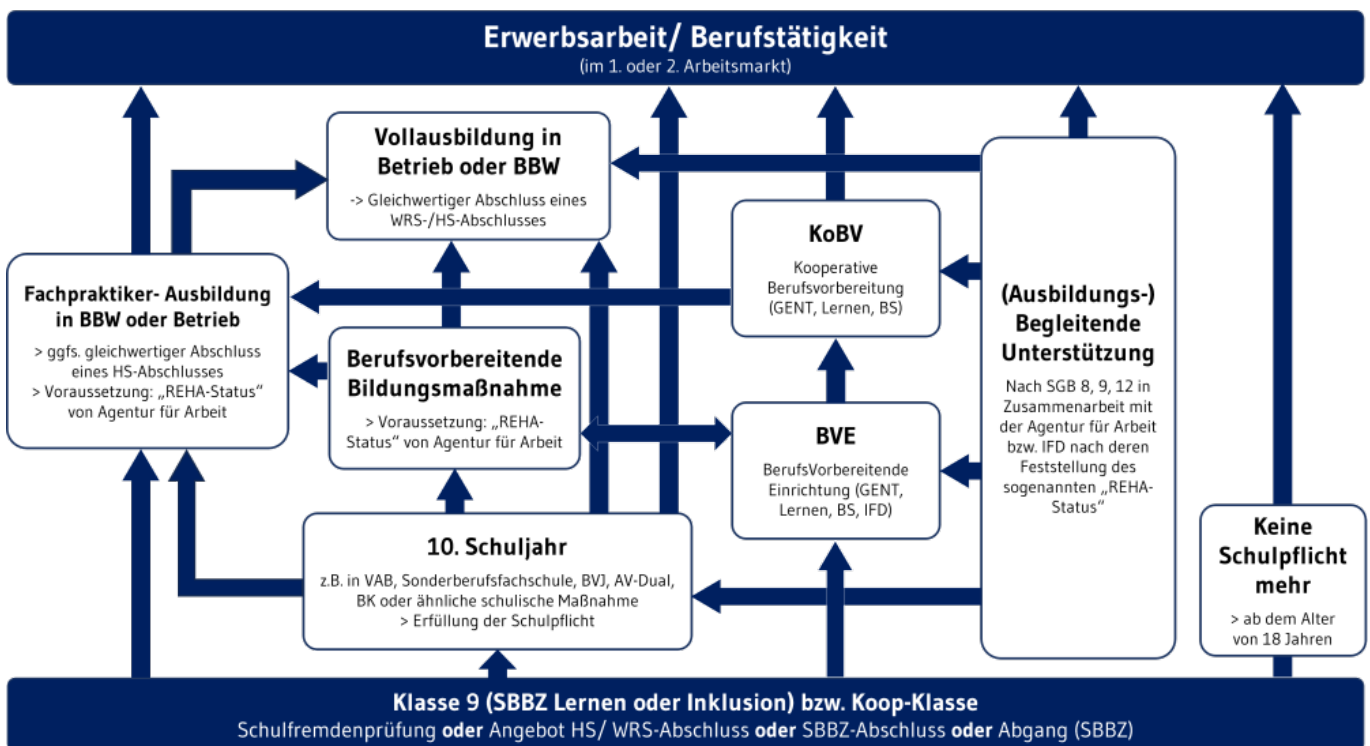 Erwerbsarbeit/ Berufstätigkeit
(im 1. oder 2. Arbeitsmarkt)
Vollausbildung in
Betrieb oder BBW
-> Gleichwertiger Abschluss eines
WRS-/HS-Abschlusses
KoBV
Kooperative
Berufsvorbereitung
(GENT, Lernen, BS)
Fachpraktiker- Ausbildung
in BBW oder Betrieb
> ggfs. gleichwertiger Abschluss
eines HS-Abschlusses
> Voraussetzung: „REHA-Status”
von Agentur für Arbeit
Berufsvorbereitende
Bildungsmaßnahme
> Voraussetzung: „REHA-
Status” von Agentur für Arbeit
BVE
BerufsVorbereitende
Einrichtung (GENT,
Lernen, BS, IFD)
(Ausbildungs-)
Begleitende
Unterstützung
Nach SGB 8, 9, 12 in
Zusammenarbeit mit
der Agentur für Arbeit
bzw. IFD nach deren
Feststellung des
sogenannten „REHA-
Status”
10. Schuljahr
z.B. in VAB, Sonderberufsfachschule, BVJ, AV-Dual,
BK oder ähnliche schulische Maßnahme
> Erfüllung der Schulpflicht
Keine
Schulpflicht
mehr
> ab dem Alter
von 18 Jahren
Klasse 9 (SBBZ Lernen oder Inklusion) bzw. Koop-Klasse
Schulfremdenprüfung oder Angebot HS/ WRS-Abschluss oder SBBZ-Abschluss oder Abgang (SBBZ)